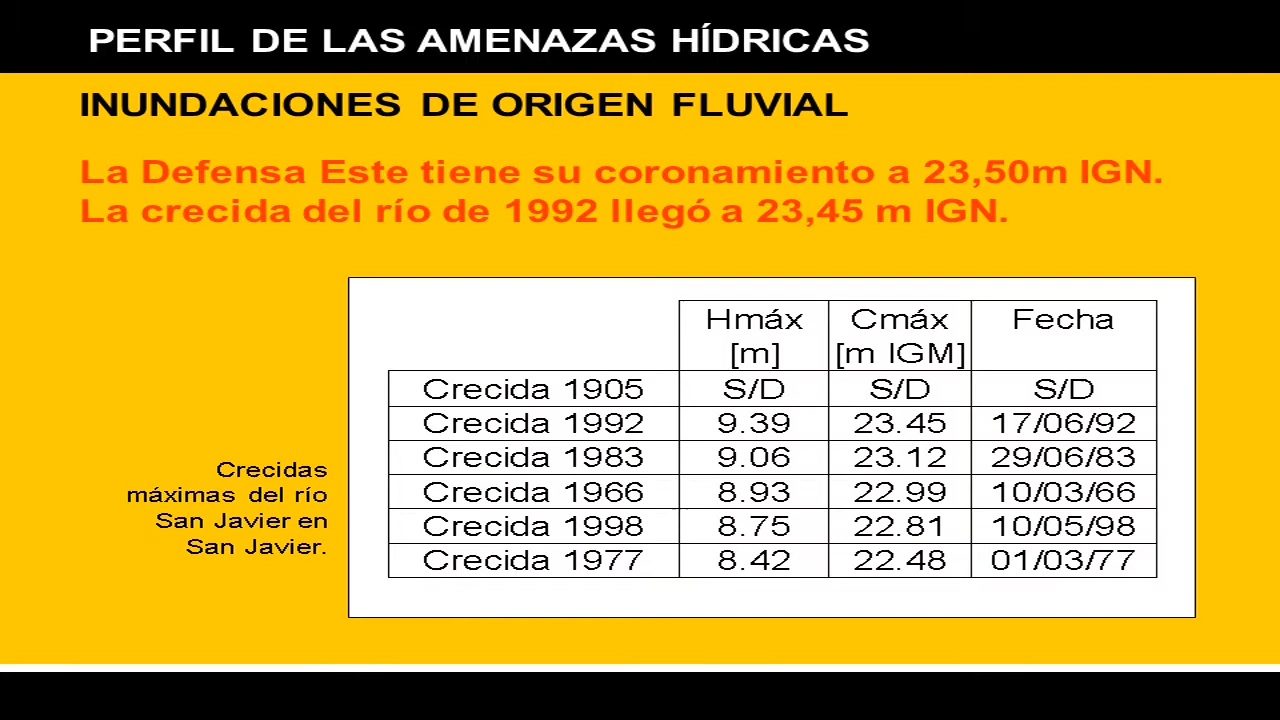 PERFIL DE LAS AMENAZAS HÍDRICAS
INUNDACIONES DE ORIGEN FLUVIAL
La Defensa Este tiene su coronamiento a 23,50m IGN.
La crecida del río de 1992 llegó a 23,45 m IGN.
Hmáx Cmáx Fecha
[m] [m IGM]
Crecida 1905 S/D S/D S/D
Crecida 1992 9.39 23.45 17/06/92
Crecida 1983 9.06 23.12 29/06/83
Crecida 1966 8.93 22.99 10/03/66
Crecida 1998 8.75 22.81 10/05/98
Crecida 1977 8.42 22.48 01/03/77
Crecidas
máximas del río
San Javier en
San Javier.